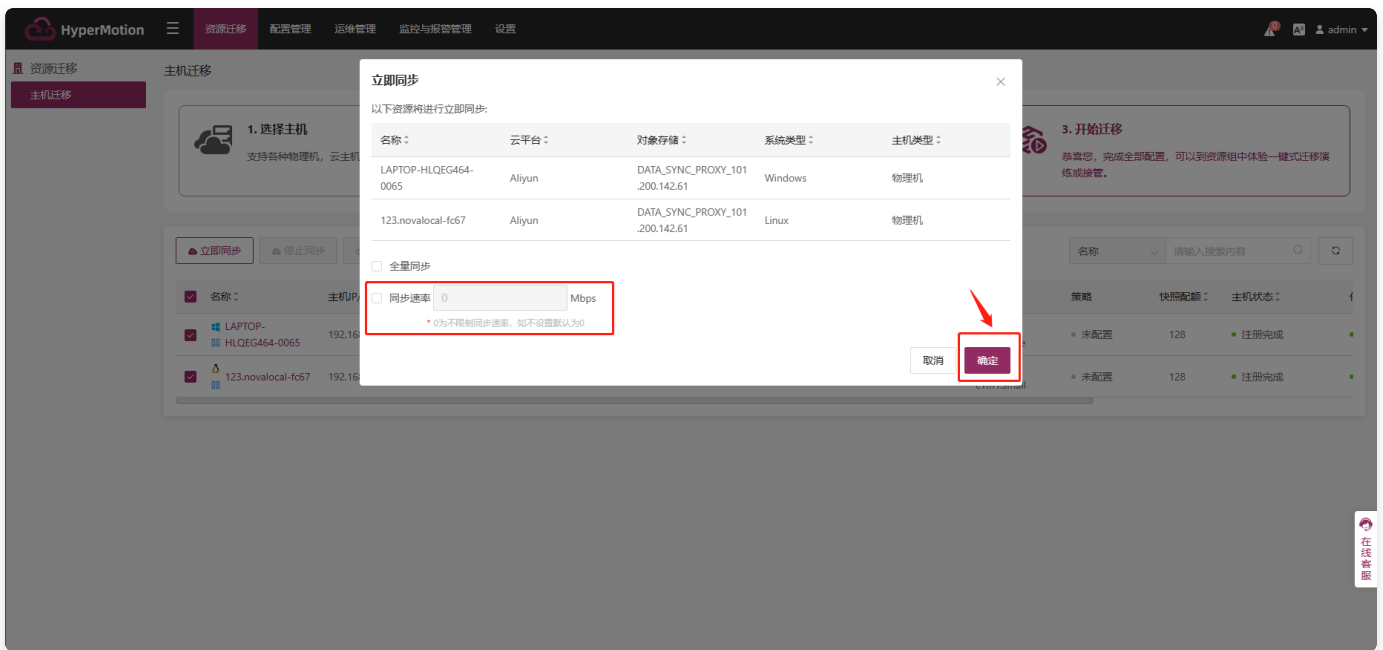 HyperMotion 资源迁移 配置管理 运维管理 监控与报警管理 设置 0 admin
资源迁移
主机迁移
主机迁移
1. 选择主机
支持各种物理机，云主机
3. 开始迁移
恭喜您，完成全部配置，可以到资源组中体验一键式迁移演
练或接管。
立即同步
以下资源将进行立即同步:
名称 云平台 对象存储 系统类型 主机类型
LAPTOP-HLQEG464-
0065 Aliyun DATA_SYNC_PROXY_101
.200.142.61 Windows 物理机
123.novalocal-fc67 Aliyun DATA_SYNC_PROXY_101
.200.142.61 Linux 物理机
全量同步
同步速率 0 Mbps
* 0为不限制同步速率，如不设置默认为0
取消 确定
立即同步 停止同步 名称 请输入搜索内容
名称 主机IP/ 策略 快照配额 主机状态
LAPTOP-
HLQEG464-0065 192.16 未配置 128 注册完成
123.novalocal-fc67 192.16 未配置 128 注册完成
在线客服